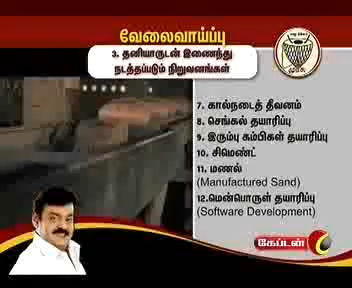 வேலைவாய்ப்பு
3. தனியாருடன் இணைந்து
நடத்தப்படும் நிறுவனங்கள்
7. கால்நடைத் தீவனம்
8. செங்கல் தயாரிப்பு
9. இரும்பு கம்பிகள் தயாரிப்பு
10. சிமெண்ட்
11. மணல்
(Manufactured Sand)
12.மென்பொருள் தயாரிப்பு
(Software Development)
கேப்டன்